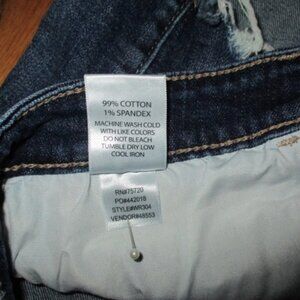 99% COTTON
1% SPANDEX
MACHINE WASH COLD
WITH LIKE COLORS
DO NOT BLEACH
TUMBLE DRY LOW
COOL IRON
RN#75720
PO#442018
STYLE#WR304
VENDOR#48553